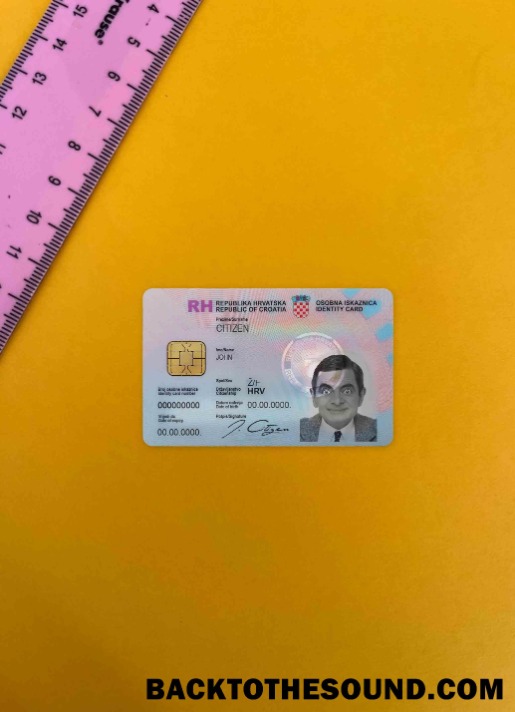 Krause®
15
14
13
12
4
5
6
7
8
9
10
11
RH REPUBLIKA HRVATSKA
REPUBLIC OF CROATIA
OSOBNA ISKAZNICA
IDENTITY CARD
Prezime/Surname
CITIZEN
Ime/Name
JOHN
Spol/Sex
Ž/F
Državljanstvo
Citizenship
HRV
Broj osobne iskaznice
Identity card number
000000000
Datum rođenja
Date of birth
00.00.0000.
Vrijedi do
Date of expiry
00.00.0000.
Potpis/Signature
J. Citizen
BACKTOTHESOUND.COM